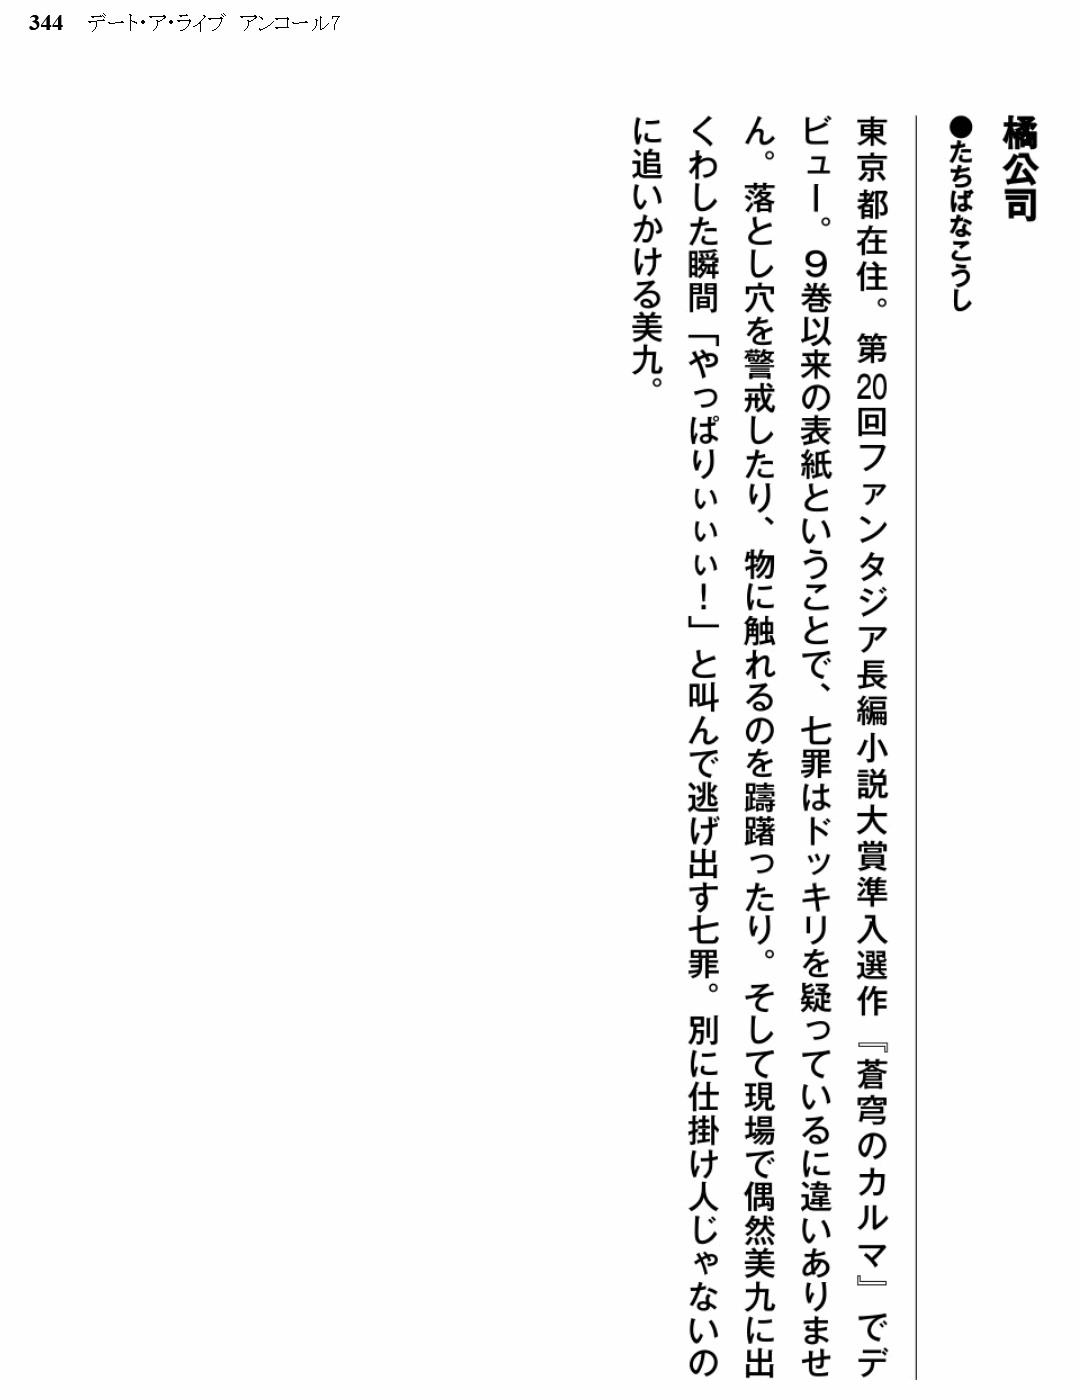 344 デート・ア・ライブ アンコール7
橘公司
●たちばなこうし
東京都在住。第20回ファンタジア長編小説大賞準入選作『蒼穹のカルマ』でデ
ビュー。９巻以来の表紙ということで、七罪はドッキリを疑っているに違いありませ
ん。落とし穴を警戒したり、物に触れるのを躊躇ったり。そして現場で偶然美九に出
くわした瞬間「やっぱりぃぃぃ！」と叫んで逃げ出す七罪。別に仕掛け人じゃないの
に追いかける美九。